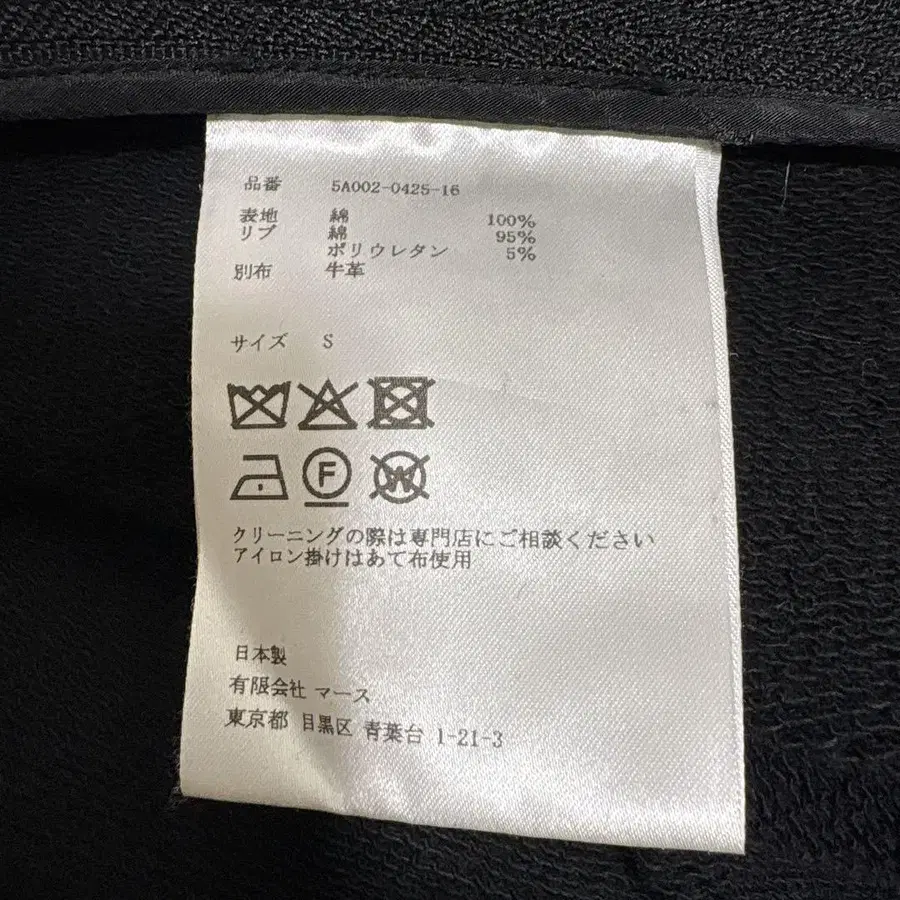 品番 5A002-0425-16
表地 綿 100%
リブ 綿 95%
ポリウレタン 5%
別布 牛革
サイズ S
F
W
クリーニングの際は専門店にご相談ください
アイロン掛けはあて布使用
日本製
有限会社 マース
東京都 目黒区 青葉台 1-21-3